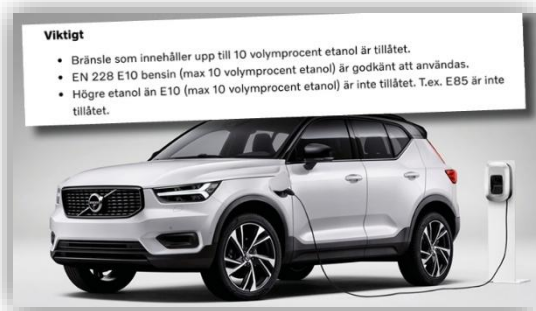 Viktigt
• Bränsle som innehåller upp till 10 volymprocent etanol är tillåtet.
• EN 228 E10 bensin (max 10 volymprocent etanol) är godkänt att användas.
• Högre etanol än E10 (max 10 volymprocent etanol) är inte tillåtet. T.ex. E85 är inte
tillåtet.